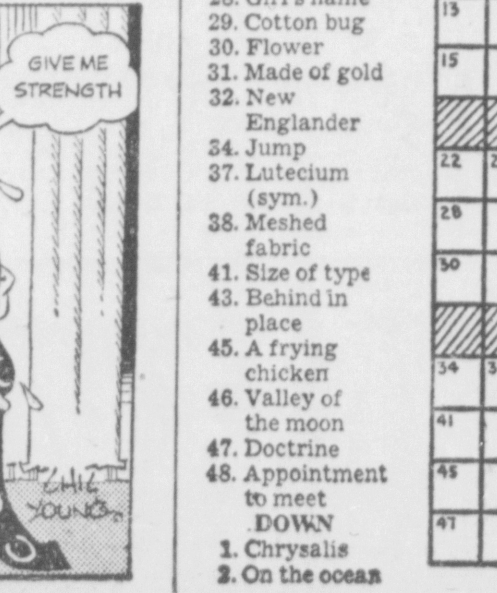 GIVE ME
STRENGTH
CHIC
YOUNG
28. Girl's name
29. Cotton bug
30. Flower
31. Made of gold
32. New
Englander
34. Jump
37. Lutecium
(sym.)
38. Meshed
fabric
41. Size of type
43. Behind in
place
45. A frying
chicken
46. Valley of
the moon
47. Doctrine
48. Appointment
to meet
DOWN
1. Chrysalis
2. On the ocean
13
15
22
28
30
34
41
45
47